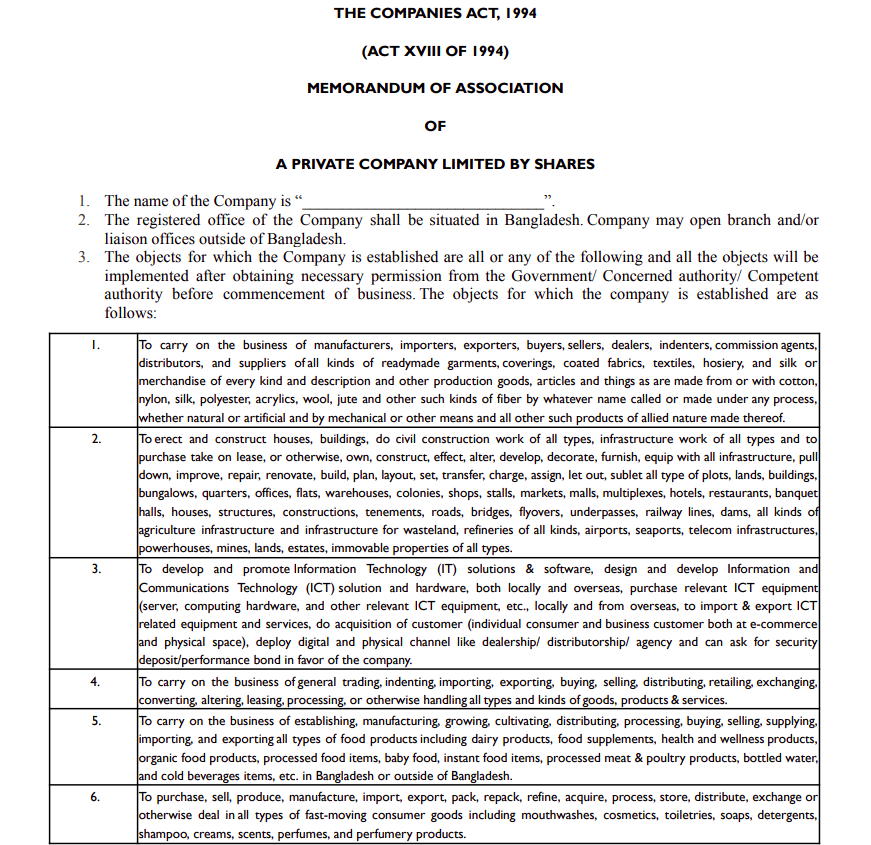 THE COMPANIES ACT, 1994
(ACT XVIII OF 1994)
MEMORANDUM OF ASSOCIATION
OF
A PRIVATE COMPANY LIMITED BY SHARES
1. The name of the Company is “_______________________________”.
2. The registered office of the Company shall be situated in Bangladesh. Company may open branch and/or
liaison offices outside of Bangladesh.
3. The objects for which the Company is established are all or any of the following and all the objects will be
implemented after obtaining necessary permission from the Government/ Concerned authority/ Competent
authority before commencement of business. The objects for which the company is established are as
follows:
1. To carry on the business of manufacturers, importers, exporters, buyers, sellers, dealers, indenters, commission agents,
distributors, and suppliers of all kinds of readymade garments, coverings, coated fabrics, textiles, hosiery, and silk or
merchandise of every kind and description and other production goods, articles and things as are made from or with cotton,
nylon, silk, polyester, acrylics, wool, jute and other such kinds of fiber by whatever name called or made under any process,
whether natural or artificial and by mechanical or other means and all other such products of allied nature made thereof.
2. To erect and construct houses, buildings, do civil construction work of all types, infrastructure work of all types and to
purchase take on lease, or otherwise, own, construct, effect, alter, develop, decorate, furnish, equip with all infrastructure, pull
down, improve, repair, renovate, build, plan, layout, set, transfer, charge, assign, let out, sublet all type of plots, lands, buildings,
bungalows, quarters, offices, flats, warehouses, colonies, shops, stalls, markets, malls, multiplexes, hotels, restaurants, banquet
halls, houses, structures, constructions, tenements, roads, bridges, flyovers, underpasses, railway lines, dams, all kinds of
agriculture infrastructure and infrastructure for wasteland, refineries of all kinds, airports, seaports, telecom infrastructures,
powerhouses, mines, lands, estates, immovable properties of all types.
3. To develop and promote Information Technology (IT) solutions & software, design and develop Information and
Communications Technology (ICT) solution and hardware, both locally and overseas, purchase relevant ICT equipment
(server, computing hardware, and other relevant ICT equipment, etc., locally and from overseas, to import & export ICT
related equipment and services, do acquisition of customer (individual consumer and business customer both at e-commerce
and physical space), deploy digital and physical channel like dealership/ distributorship/ agency and can ask for security
deposit/performance bond in favor of the company.
4. To carry on the business of general trading, indenting, importing, exporting, buying, selling, distributing, retailing, exchanging,
converting, altering, leasing, processing, or otherwise handling all types and kinds of goods, products & services.
5. To carry on the business of establishing, manufacturing, growing, cultivating, distributing, processing, buying, selling, supplying,
importing, and exporting all types of food products including dairy products, food supplements, health and wellness products,
organic food products, processed food items, baby food, instant food items, processed meat & poultry products, bottled water,
and cold beverages items, etc. in Bangladesh or outside of Bangladesh.
6. To purchase, sell, produce, manufacture, import, export, pack, repack, refine, acquire, process, store, distribute, exchange or
otherwise deal in all types of fast-moving consumer goods including mouthwashes, cosmetics, toiletries, soaps, detergents,
shampoo, creams, scents, perfumes, and perfumery products.